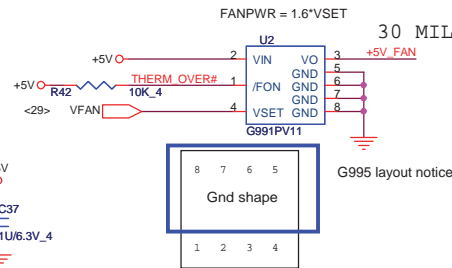 FANPWR = 1.6*VSET
30 MIL
U2
+5V 2 VIN VO 3 +5V_FAN
GND 5
+5V R42 10K_4 THERM_OVER# 1 /FON GND 6
GND 7
<29> VFAN 4 VSET GND 8
G991PV11
G995 layout notice
8 7 6 5
Gnd shape
1 2 3 4
C37
1U/6.3V_4